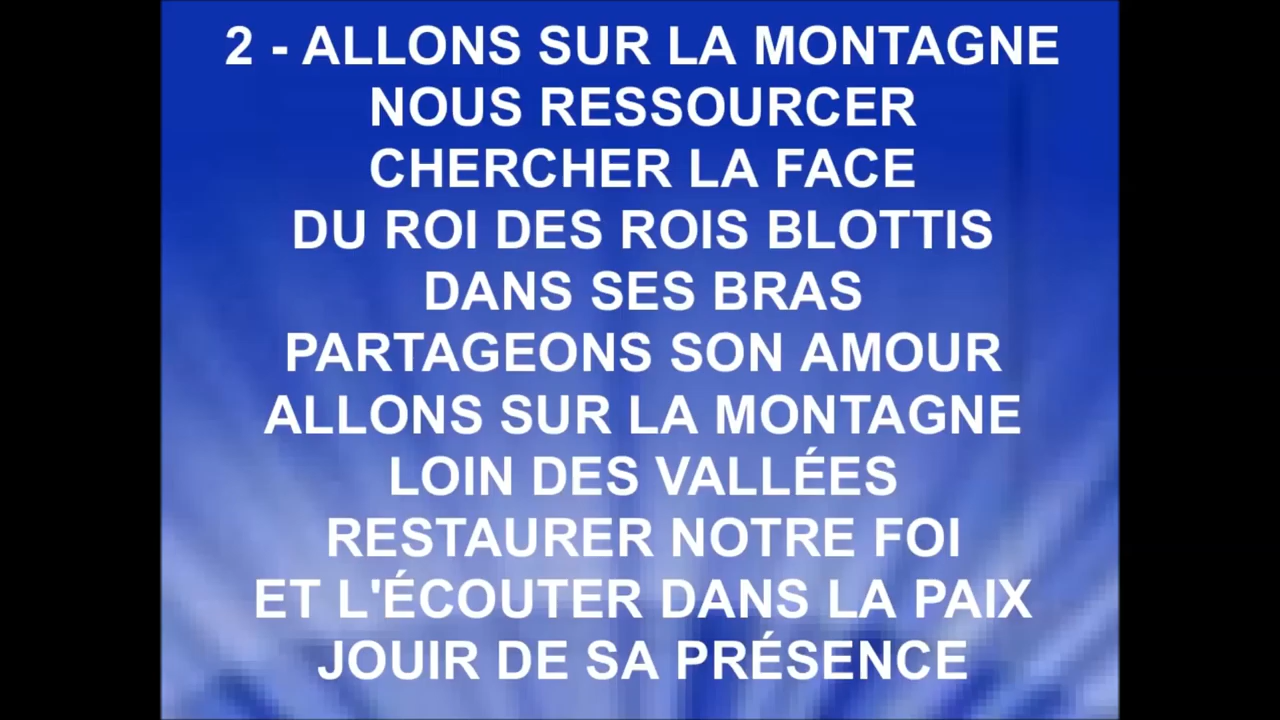 2 - ALLONS SUR LA MONTAGNE
NOUS RESSOURCER
CHERCHER LA FACE
DU ROI DES ROIS BLOTTIS
DANS SES BRAS
PARTAGEONS SON AMOUR
ALLONS SUR LA MONTAGNE
LOIN DES VALLÉES
RESTAURER NOTRE FOI
ET L'ÉCOUTER DANS LA PAIX
JOUIR DE SA PRÉSENCE